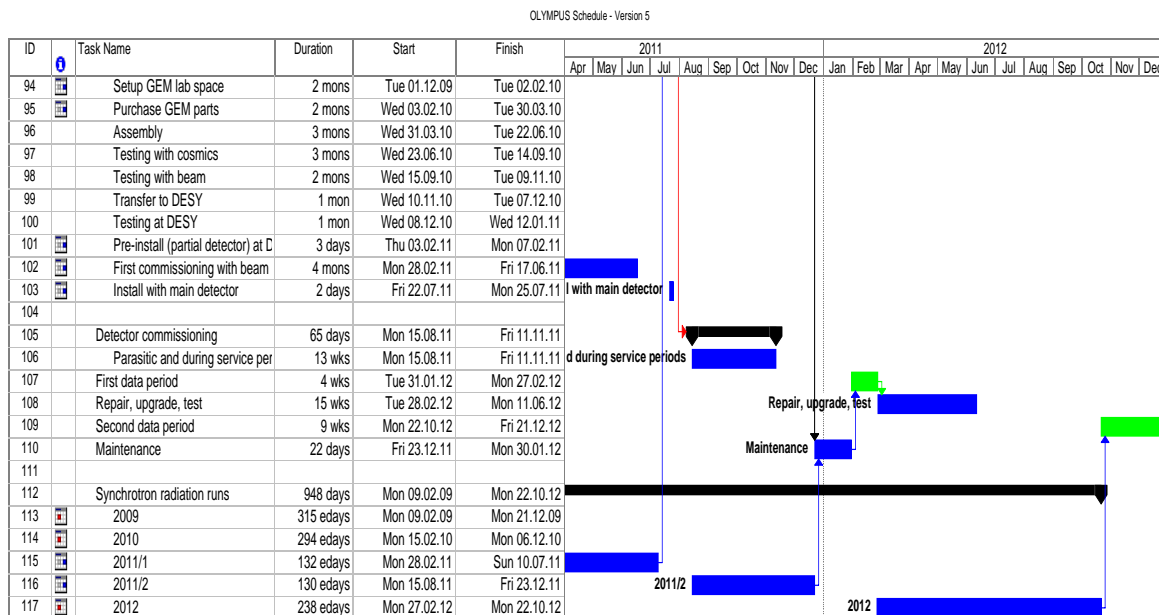 OLYMPUS Schedule - Version 5
ID Task Name Duration Start Finish 2011 2012
Apr May Jun Jul Aug Sep Oct Nov Dec Jan Feb Mar Apr May Jun Jul Aug Sep Oct Nov Dec
94 Setup GEM lab space 2 mons Tue 01.12.09 Tue 02.02.10
95 Purchase GEM parts 2 mons Wed 03.02.10 Tue 30.03.10
96 Assembly 3 mons Wed 31.03.10 Tue 22.06.10
97 Testing with cosmics 3 mons Wed 23.06.10 Tue 14.09.10
98 Testing with beam 2 mons Wed 15.09.10 Tue 09.11.10
99 Transfer to DESY 1 mon Wed 10.11.10 Tue 07.12.10
100 Testing at DESY 1 mon Wed 08.12.10 Wed 12.01.11
101 Pre-install (partial detector) at D 3 days Thu 03.02.11 Mon 07.02.11
102 First commissioning with beam 4 mons Mon 28.02.11 Fri 17.06.11
103 Install with main detector 2 days Fri 22.07.11 Mon 25.07.11 l with main detector
104
105 Detector commissioning 65 days Mon 15.08.11 Fri 11.11.11
106 Parasitic and during service per 13 wks Mon 15.08.11 Fri 11.11.11 d during service periods
107 First data period 4 wks Tue 31.01.12 Mon 27.02.12
108 Repair, upgrade, test 15 wks Tue 28.02.12 Mon 11.06.12 Repair, upgrade, test
109 Second data period 9 wks Mon 22.10.12 Fri 21.12.12
110 Maintenance 22 days Fri 23.12.11 Mon 30.01.12 Maintenance
111
112 Synchrotron radiation runs 948 days Mon 09.02.09 Mon 22.10.12
113 2009 315 edays Mon 09.02.09 Mon 21.12.09
114 2010 294 edays Mon 15.02.10 Mon 06.12.10
115 2011/1 132 edays Mon 28.02.11 Sun 10.07.11
116 2011/2 130 edays Mon 15.08.11 Fri 23.12.11 2011/2
117 2012 238 edays Mon 27.02.12 Mon 22.10.12 2012